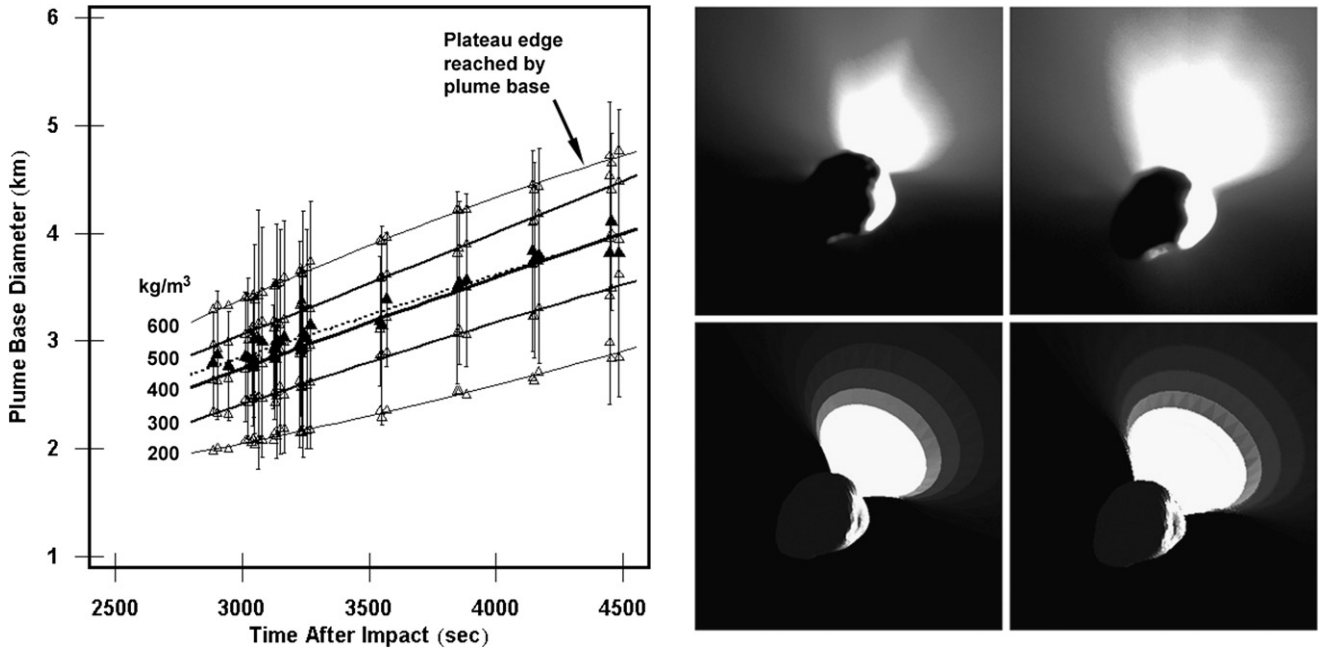 6
5
4
3
2
1
Plume Base Diameter (km)
Plateau edge
reached by
plume base
kg/m³
600
500
400
300
200
2500 3000 3500 4000 4500
Time After Impact (sec)